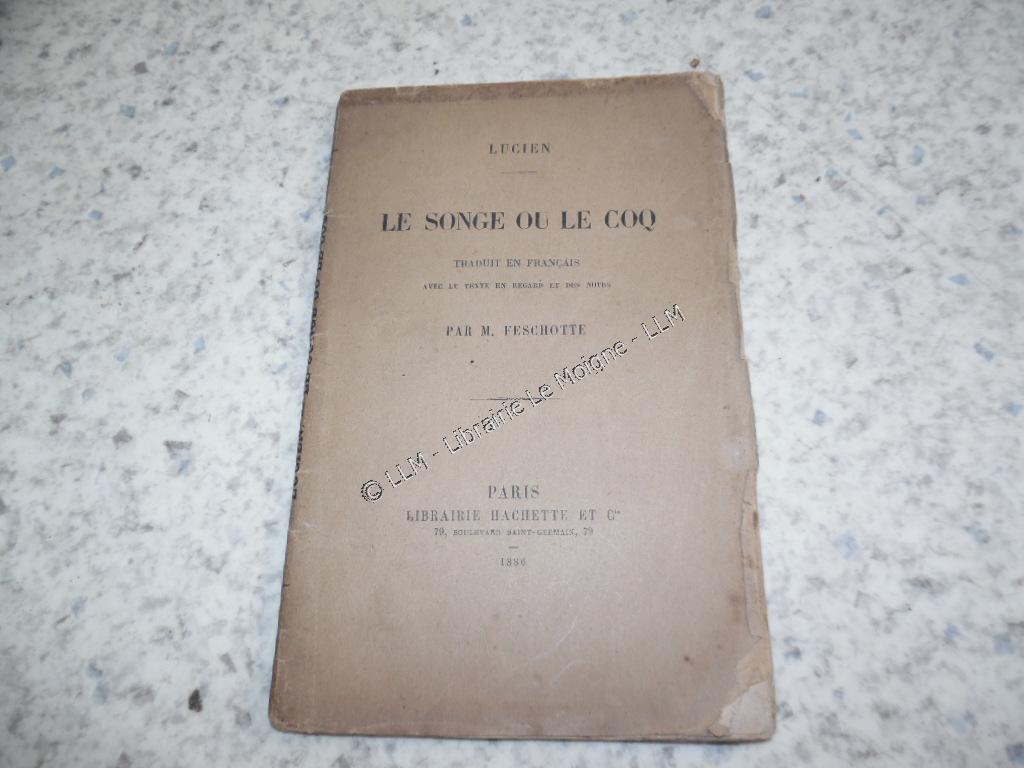 LUCIEN
LE SONGE OU LE COQ
TRADUIT EN FRANÇAIS
AVEC LE TEXTE EN REGARD ET DES NOTES
PAR M. FESCHOTTE
© LLM - Librairie Le Moigne - LLM
PARIS
LIBRAIRIE HACHETTE ET Cie
79, BOULEVARD SAINT-GERMAIN, 79
1886